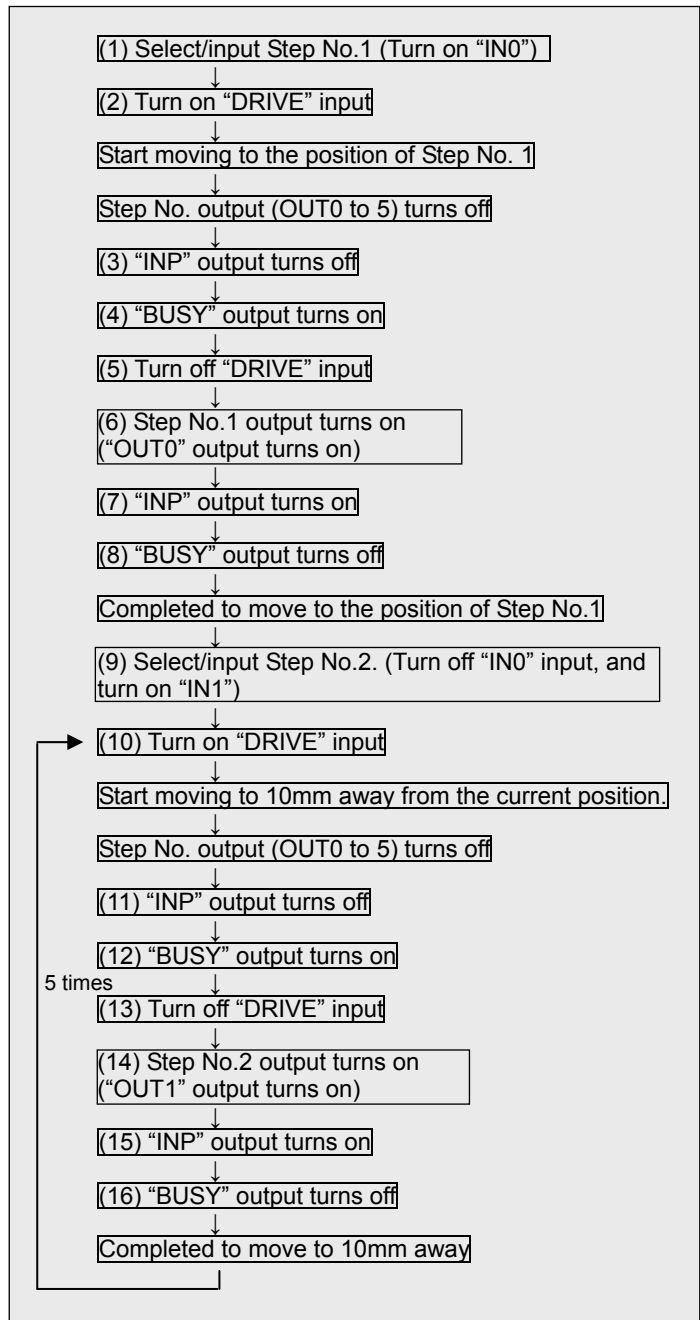 (1) Select/input Step No.1 (Turn on “IN0”)
↓
(2) Turn on “DRIVE” input
↓
Start moving to the position of Step No. 1
↓
Step No. output (OUT0 to 5) turns off
↓
(3) “INP” output turns off
↓
(4) “BUSY” output turns on
↓
(5) Turn off “DRIVE” input
↓
(6) Step No.1 output turns on
(“OUT0” output turns on)
↓
(7) “INP” output turns on
↓
(8) “BUSY” output turns off
↓
Completed to move to the position of Step No.1
↓
(9) Select/input Step No.2. (Turn off “IN0” input, and
turn on “IN1”)
↓
(10) Turn on “DRIVE” input
↓
Start moving to 10mm away from the current position.
↓
Step No. output (OUT0 to 5) turns off
↓
(11) “INP” output turns off
↓
(12) “BUSY” output turns on
↓
5 times
(13) Turn off “DRIVE” input
↓
(14) Step No.2 output turns on
(“OUT1” output turns on)
↓
(15) “INP” output turns on
↓
(16) “BUSY” output turns off
↓
Completed to move to 10mm away